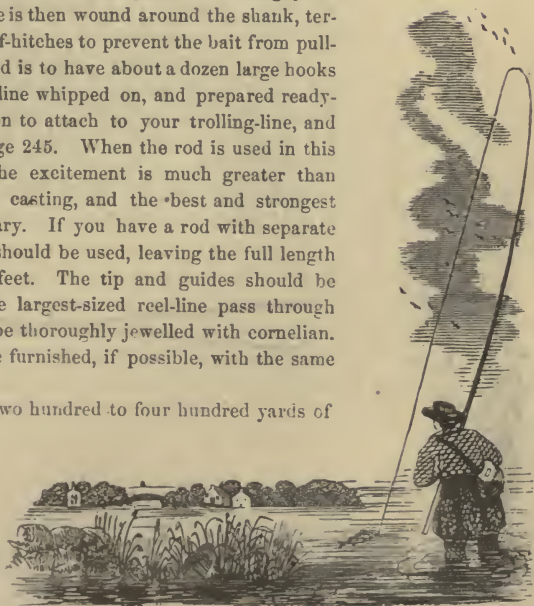 e is then wound around the shank, ter-
f-hitches to prevent the bait from pull-
d is to have about a dozen large hooks
line whipped on, and prepared ready-
n to attach to your trolling-line, and
ge 245. When the rod is used in this
he excitement is much greater than
casting, and the best and strongest
ary. If you have a rod with separate
should be used, leaving the full length
feet. The tip and guides should be
e largest-sized reel-line pass through
be thoroughly jewelled with cornelian.
e furnished, if possible, with the same
two hundred to four hundred yards of